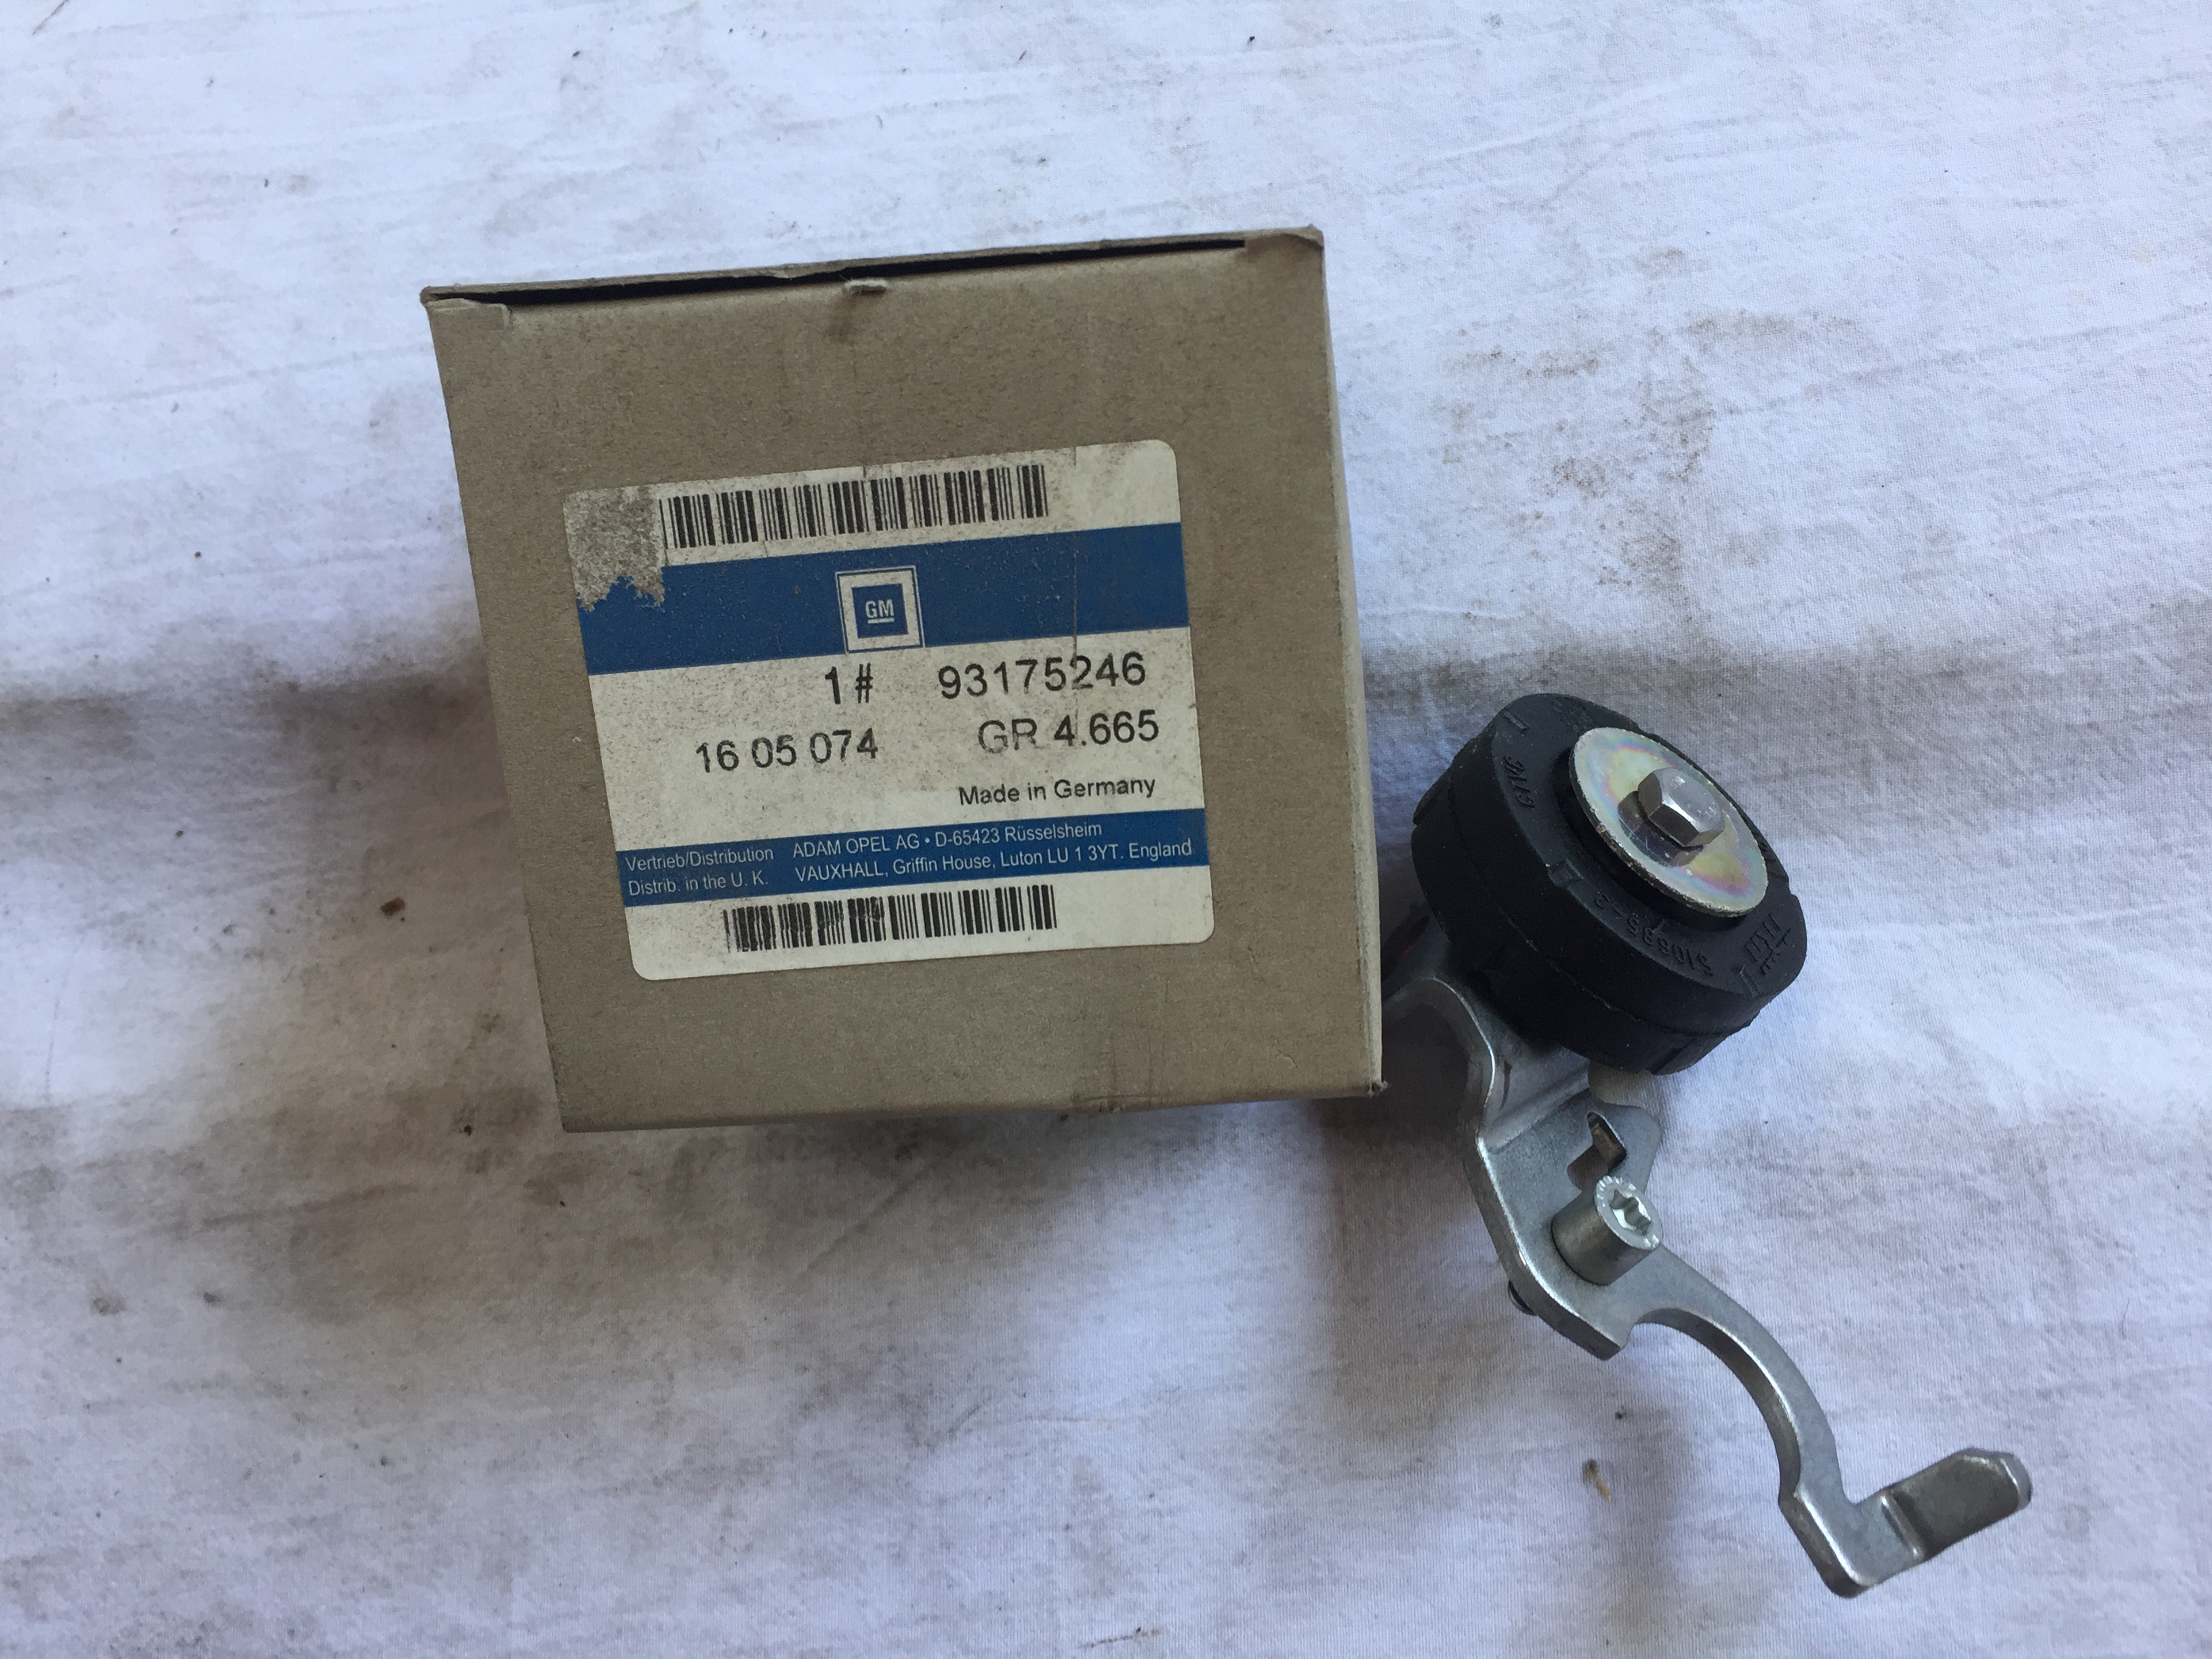 GM
1# 93175246
16 05 074 GR 4.665
Made in Germany
Vertrieb/Distribution ADAM OPEL AG • D-65423 Rüsselsheim
Distrib. in the U. K. VAUXHALL, Griffin House, Luton LU 1 3YT. England